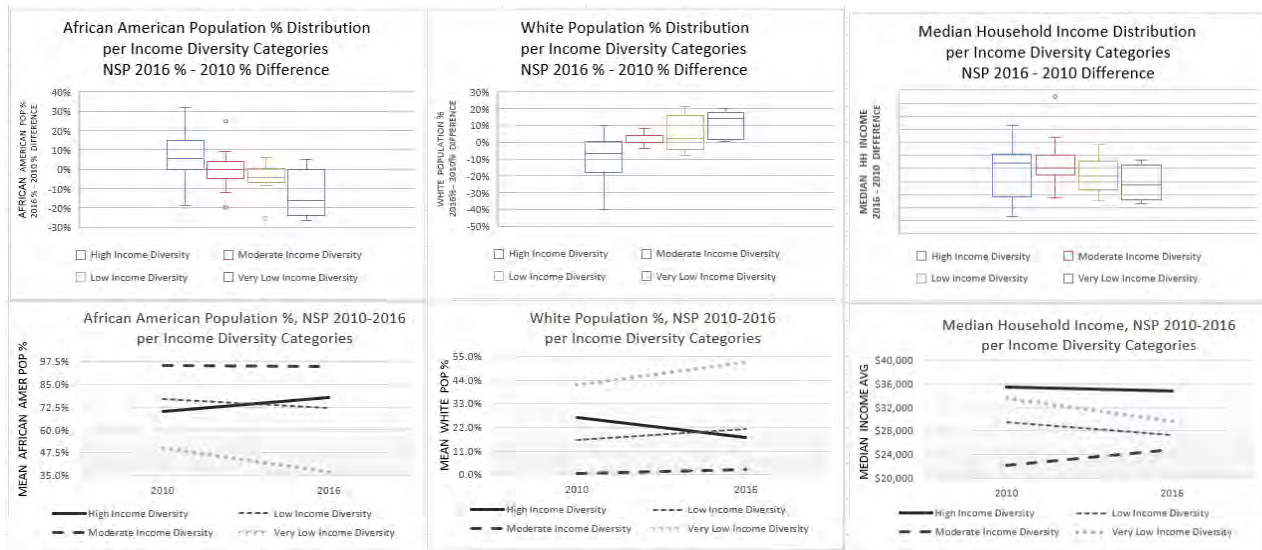 African American Population % Distribution
per Income Diversity Categories
NSP 2016 % - 2010 % Difference
AFRICAN AMERICAN POP %
2016 % - 2010 % DIFFERENCE
40%
30%
20%
10%
0%
-10%
-20%
-30%
High Income Diversity
Moderate Income Diversity
Low Income Diversity
Very Low Income Diversity
White Population % Distribution
per Income Diversity Categories
NSP 2016 % - 2010 % Difference
WHITE POPULATION %
2016% - 2010% DIFFERENCE
30%
20%
10%
0%
-10%
-20%
-30%
-40%
-50%
High Income Diversity
Moderate Income Diversity
Low Income Diversity
Very Low Income Diversity
Median Household Income Distribution
per Income Diversity Categories
NSP 2016 - 2010 Difference
MEDIAN HH INCOME
2016 - 2010 DIFFERENCE
High Income Diversity
Moderate Income Diversity
Low Income Diversity
Very Low Income Diversity
African American Population %, NSP 2010-2016
per Income Diversity Categories
MEAN AFRICAN AMER POP %
97.5%
85.0%
72.5%
60.0%
47.5%
35.0%
2010
2016
High Income Diversity
Low Income Diversity
Moderate Income Diversity
Very Low Income Diversity
White Population %, NSP 2010-2016
per Income Diversity Categories
MEAN WHITE POP %
55.0%
44.0%
33.0%
22.0%
11.0%
0.0%
2010
2016
High Income Diversity
Low Income Diversity
Moderate Income Diversity
Very Low Income Diversity
Median Household Income, NSP 2010-2016
per Income Diversity Categories
MEDIAN INCOME AVG
$40,000
$36,000
$32,000
$28,000
$24,000
$20,000
2010
2016
High Income Diversity
Low Income Diversity
Moderate Income Diversity
Very Low Income Diversity